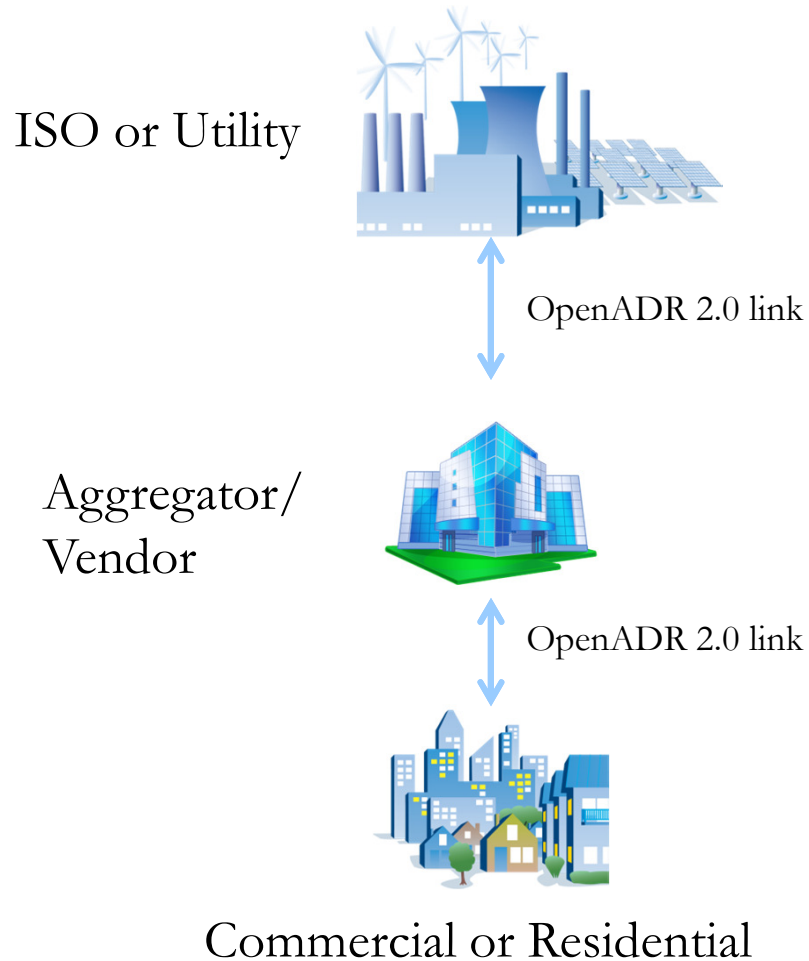 ISO or Utility
OpenADR 2.0 link
Aggregator/
Vendor
OpenADR 2.0 link
Commercial or Residential